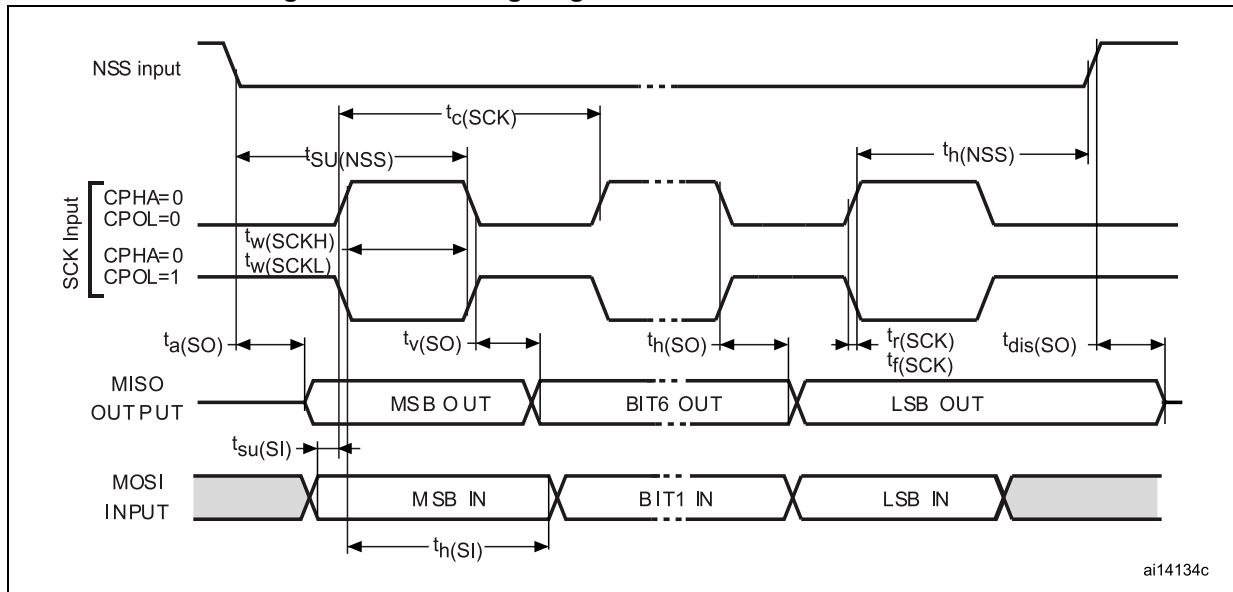 NSS input
tc(SCK)
tSU(NSS)
th(NSS)
SCK Input
CPHA=0
CPOL=0
tw(SCKH)
CPHA=0
tw(SCKL)
CPOL=1
ta(SO)
tv(SO)
th(SO)
tr(SCK)
tf(SCK)
tdis(SO)
MISO
OUTPUT
MSB OUT
BIT6 OUT
LSB OUT
tsu(SI)
MOSI
INPUT
MSB IN
BIT1 IN
LSB IN
th(SI)
ai14134c